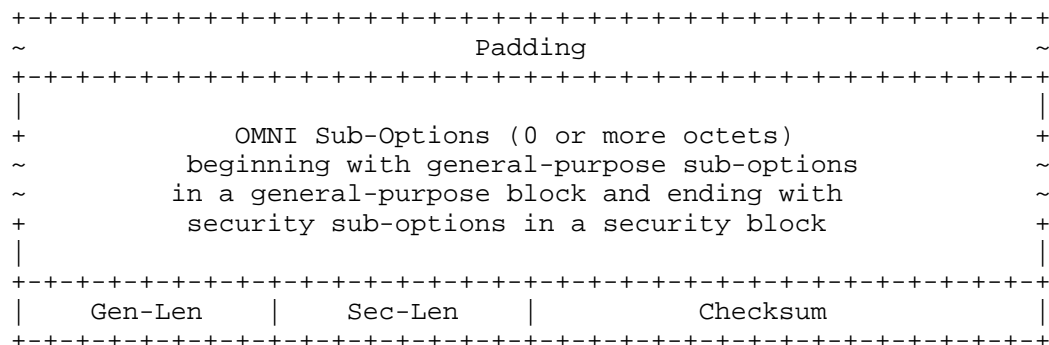 +-+-+-+-+-+-+-+-+-+-+-+-+-+-+-+-+-+-+-+-+-+-+-+-+-+-+-+-+-+-+-+-+
~                             Padding                            ~
+-+-+-+-+-+-+-+-+-+-+-+-+-+-+-+-+-+-+-+-+-+-+-+-+-+-+-+-+-+-+-+-+
|                                                               |
+              OMNI Sub-Options (0 or more octets)              +
~           beginning with general-purpose sub-options           ~
~          in a general-purpose block and ending with            ~
+           security sub-options in a security block            +
|                                                               |
+-+-+-+-+-+-+-+-+-+-+-+-+-+-+-+-+-+-+-+-+-+-+-+-+-+-+-+-+-+-+-+-+
|    Gen-Len    |    Sec-Len    |          Checksum             |
+-+-+-+-+-+-+-+-+-+-+-+-+-+-+-+-+-+-+-+-+-+-+-+-+-+-+-+-+-+-+-+-+